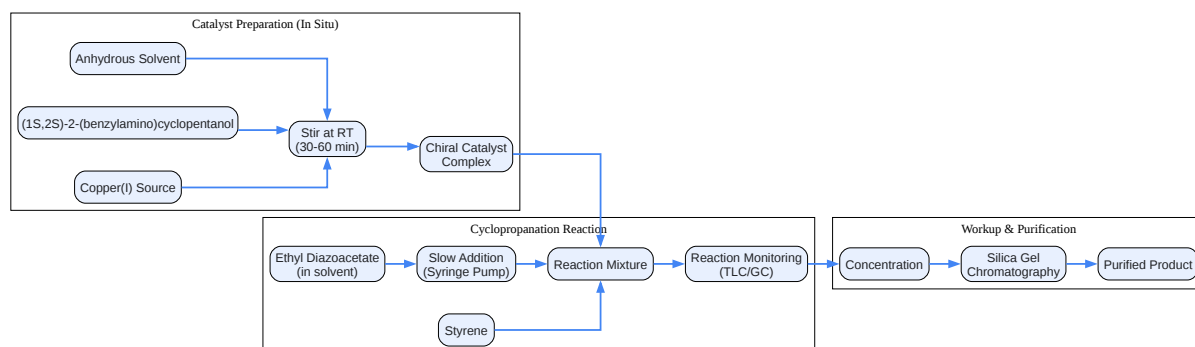 Catalyst Preparation (In Situ)
Anhydrous Solvent
(1S,2S)-2-(benzylamino)cyclopentanol
Copper(I) Source
Stir at RT
(30-60 min)
Chiral Catalyst
Complex
Cyclopropanation Reaction
Ethyl Diazoacetate
(in solvent)
Slow Addition
(Syringe Pump)
Styrene
Reaction Mixture
Reaction Monitoring
(TLC/GC)
Workup & Purification
Concentration
Silica Gel
Chromatography
Purified Product